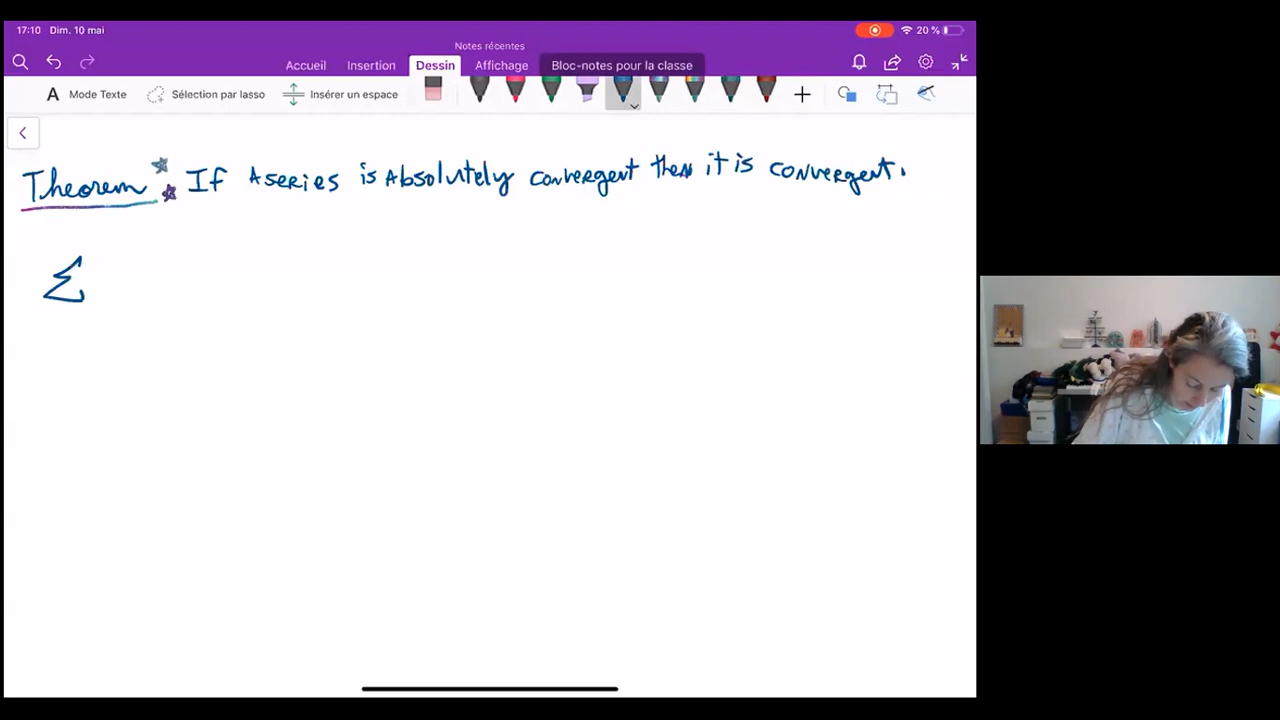 17:10 Dim. 10 mai
20 %
Notes récentes
Accueil Insertion Dessin Affichage Bloc-notes pour la classe
A Mode Texte Sélection par lasso Insérer un espace
Theorem If A series is Absolutely convergent then it is convergent.
Σ